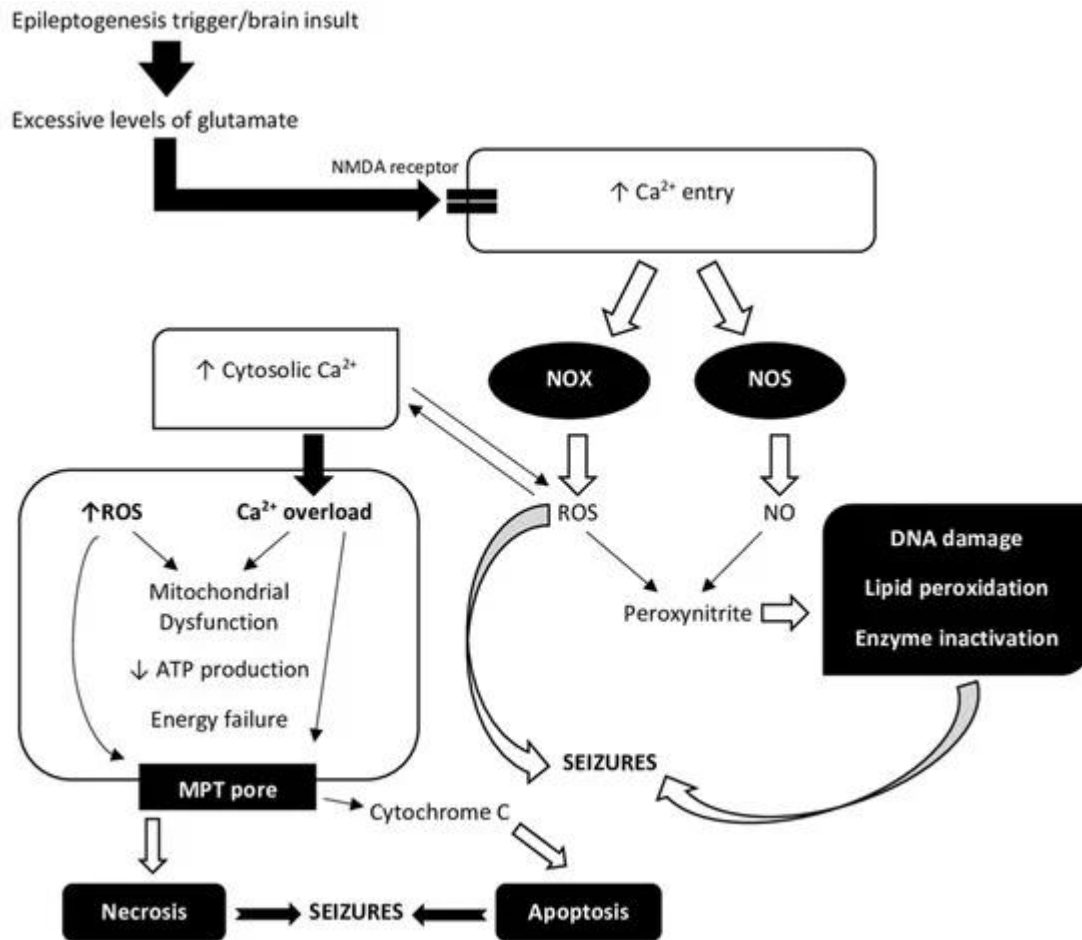 Epileptogenesis trigger/brain insult
Excessive levels of glutamate
NMDA receptor
↑ Ca²⁺ entry
↑ Cytosolic Ca²⁺
NOX
NOS
↑ROS
Ca²⁺ overload
ROS
NO
Mitochondrial
Dysfunction
↓ ATP production
Energy failure
Peroxynitrite
DNA damage
Lipid peroxidation
Enzyme inactivation
SEIZURES
MPT pore
Cytochrome C
Necrosis
SEIZURES
Apoptosis